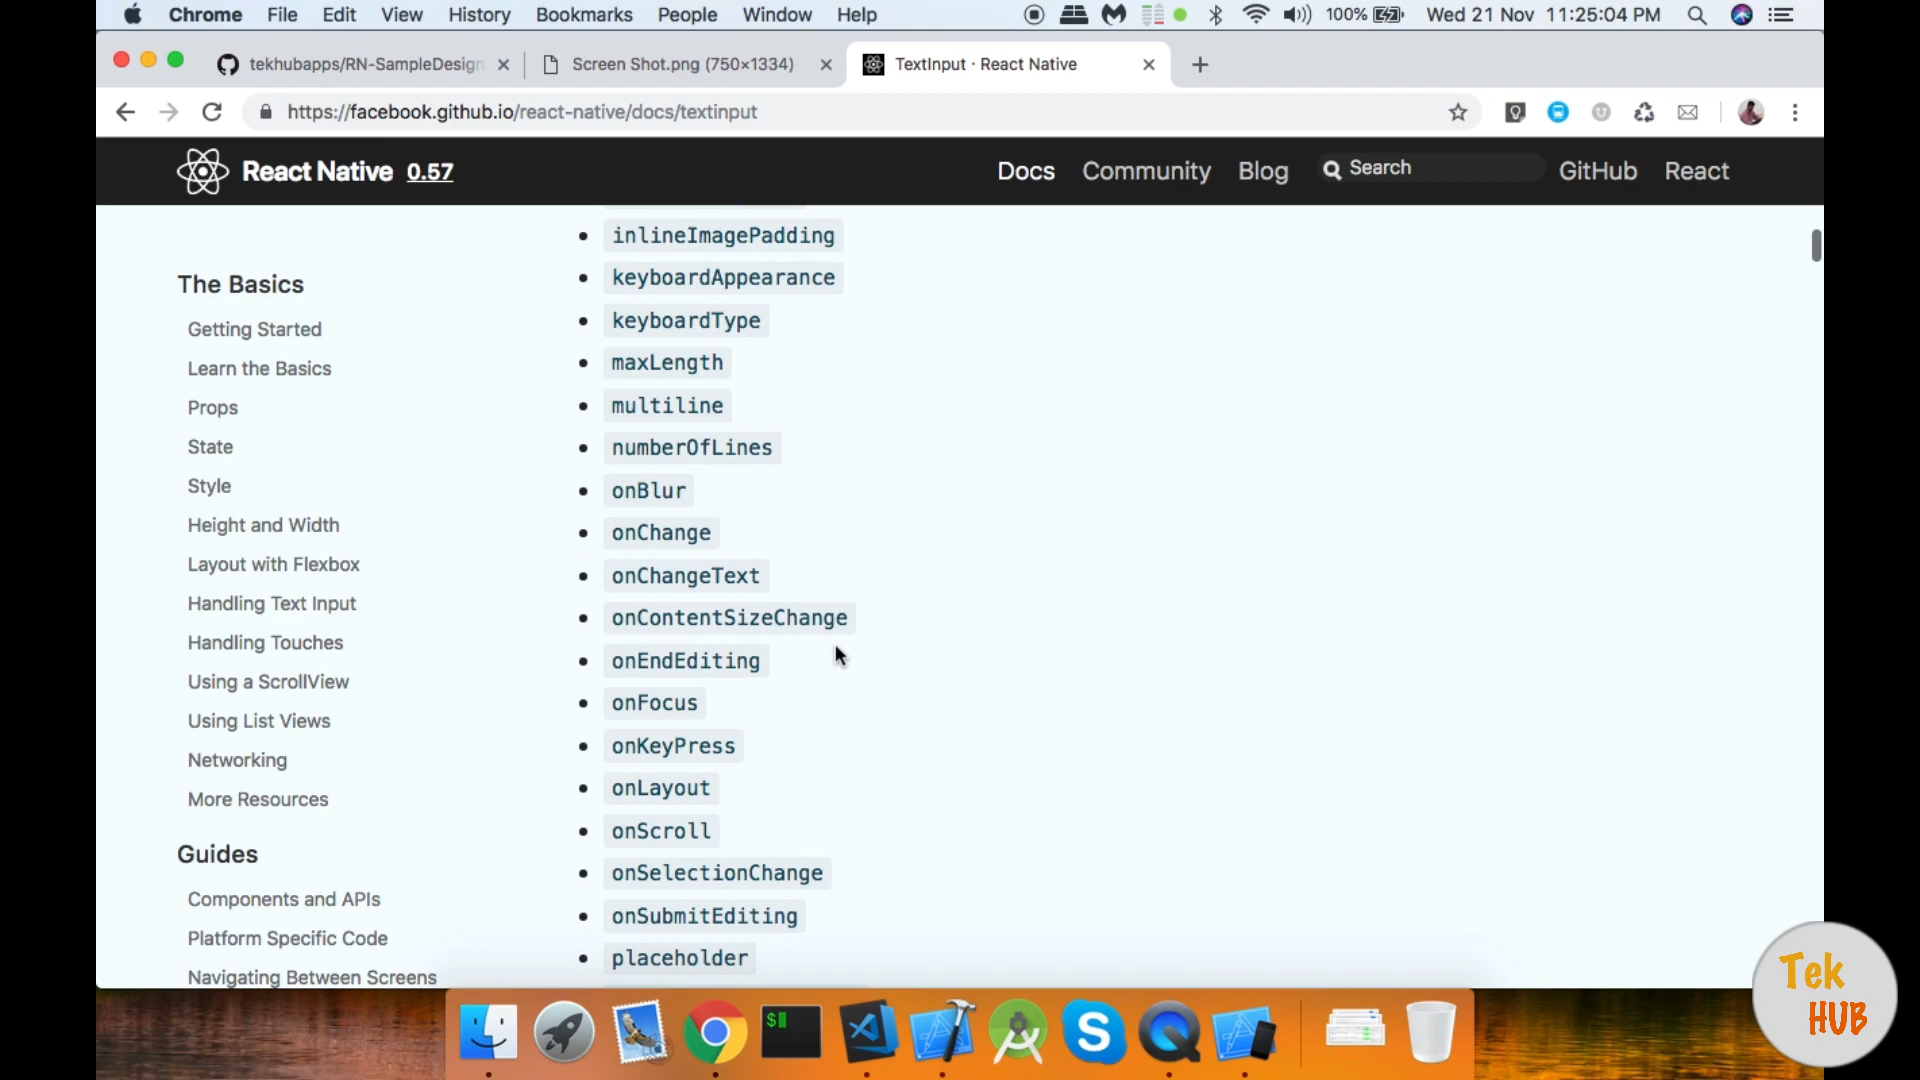 Chrome File Edit View History Bookmarks People Window Help 100% Wed 21 Nov 11:25:04 PM
tekhubapps/RN-SampleDesign Screen Shot.png (750×1334) TextInput · React Native
https://facebook.github.io/react-native/docs/textinput
React Native 0.57 Docs Community Blog Search GitHub React
The Basics
Getting Started
Learn the Basics
Props
State
Style
Height and Width
Layout with Flexbox
Handling Text Input
Handling Touches
Using a ScrollView
Using List Views
Networking
More Resources
Guides
Components and APIs
Platform Specific Code
Navigating Between Screens
inlineImagePadding
keyboardAppearance
keyboardType
maxLength
multiline
numberOfLines
onBlur
onChange
onChangeText
onContentSizeChange
onEndEditing
onFocus
onKeyPress
onLayout
onScroll
onSelectionChange
onSubmitEditing
placeholder
Tek
HUB